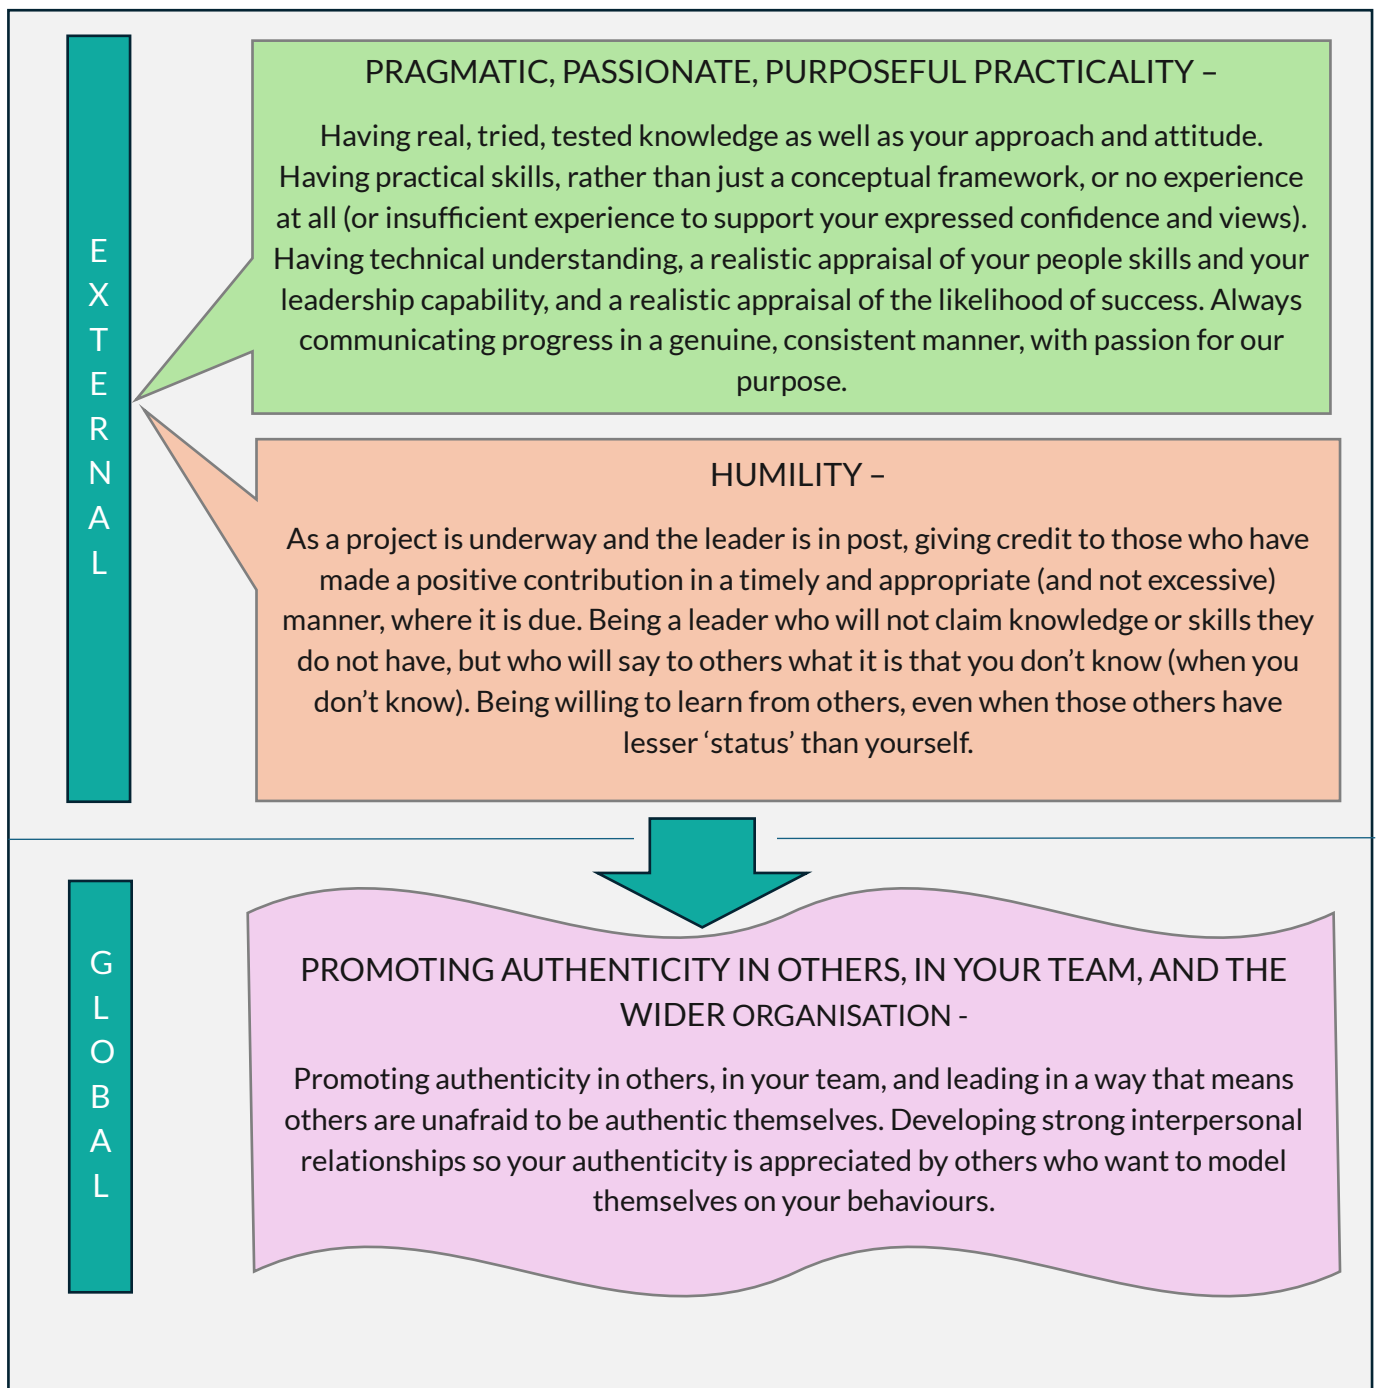 EXTERNAL
PRAGMATIC, PASSIONATE, PURPOSEFUL PRACTICALITY –
Having real, tried, tested knowledge as well as your approach and attitude.
Having practical skills, rather than just a conceptual framework, or no experience
at all (or insufficient experience to support your expressed confidence and views).
Having technical understanding, a realistic appraisal of your people skills and your
leadership capability, and a realistic appraisal of the likelihood of success. Always
communicating progress in a genuine, consistent manner, with passion for our
purpose.
HUMILITY –
As a project is underway and the leader is in post, giving credit to those who have
made a positive contribution in a timely and appropriate (and not excessive)
manner, where it is due. Being a leader who will not claim knowledge or skills they
do not have, but who will say to others what it is that you don’t know (when you
don’t know). Being willing to learn from others, even when those others have
lesser ‘status’ than yourself.
GLOBAL
PROMOTING AUTHENTICITY IN OTHERS, IN YOUR TEAM, AND THE
WIDER ORGANISATION -
Promoting authenticity in others, in your team, and leading in a way that means
others are unafraid to be authentic themselves. Developing strong interpersonal
relationships so your authenticity is appreciated by others who want to model
themselves on your behaviours.